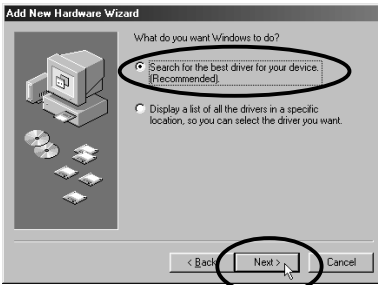 Add New Hardware Wizard
What do you want Windows to do?
Search for the best driver for your device.
(Recommended).
Display a list of all the drivers in a specific
location, so you can select the driver you want.
< Back
Next >
Cancel